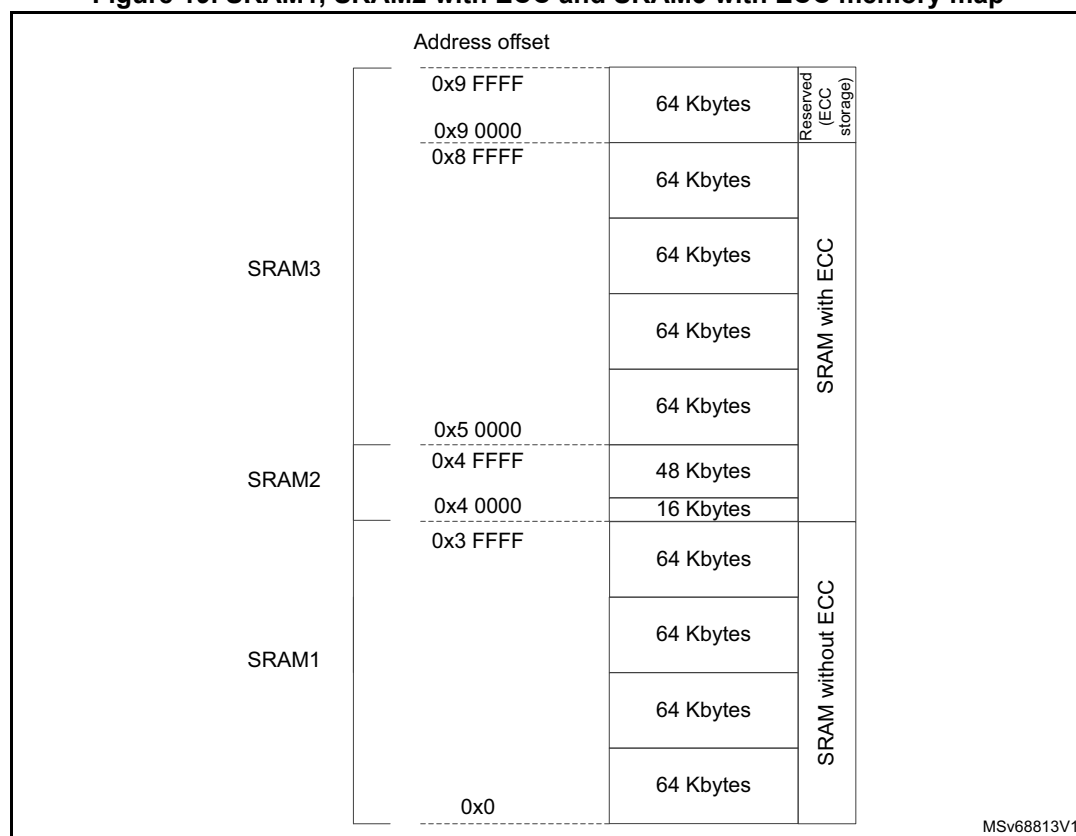 Figure SRAM1, SRAM2 with ECC and SRAM3 with ECC memory map
Address offset
0x9 FFFF
64 Kbytes
Reserved
(ECC
storage)
0x9 0000
0x8 FFFF
64 Kbytes
64 Kbytes
SRAM3
SRAM with ECC
64 Kbytes
64 Kbytes
0x5 0000
0x4 FFFF
48 Kbytes
SRAM2
0x4 0000
16 Kbytes
0x3 FFFF
64 Kbytes
64 Kbytes
SRAM1
SRAM without ECC
64 Kbytes
64 Kbytes
0x0
MSv68813V1